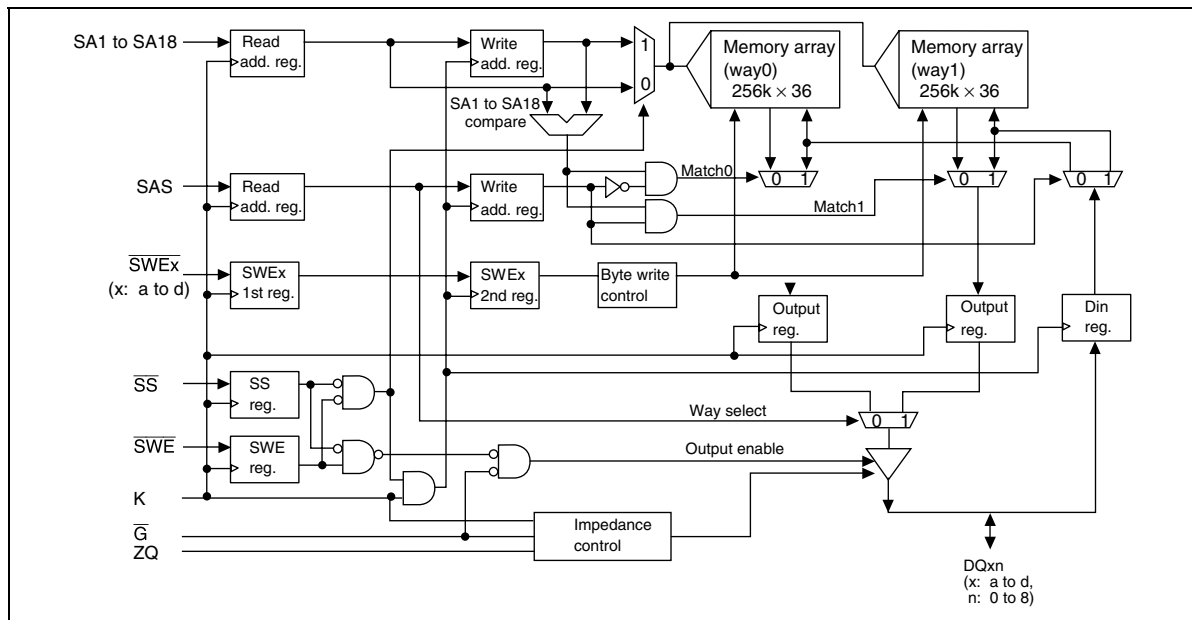 SA1 to SA18
Read
add. reg.
Write
add. reg.
1
0
Memory array
(way0)
256k × 36
Memory array
(way1)
256k × 36
SA1 to SA18
compare
SAS
Read
add. reg.
Write
add. reg.
Match0
Match1
0 1
0 1
0 1
SWEx
(x: a to d)
SWEx
1st reg.
SWEx
2nd reg.
Byte write
control
Output
reg.
Output
reg.
Din
reg.
SS
SS
reg.
Way select
0 1
SWE
SWE
reg.
Output enable
K
G
ZQ
Impedance
control
DQxn
(x: a to d,
n: 0 to 8)